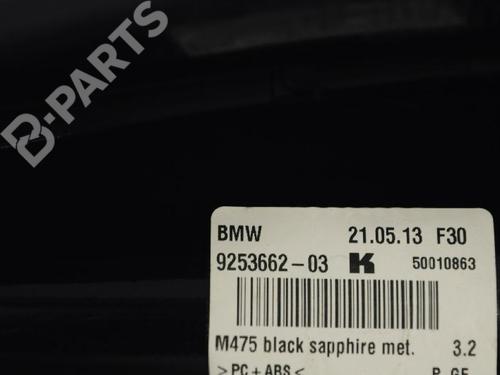 B-PARTS
BMW 21.05.13 F30
9253662-03 K 50010863
M475 black sapphire met. 3.2
>PC+ABS<